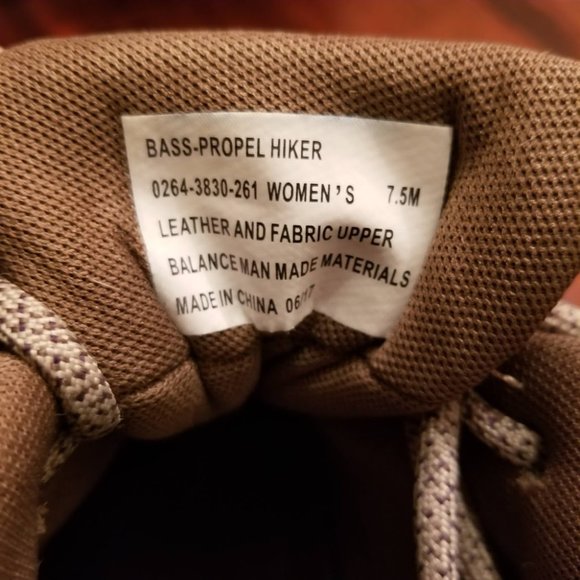 BASS-PROPEL HIKER
0264-3830-261 WOMEN'S 7.5M
LEATHER AND FABRIC UPPER
BALANCE MAN MADE MATERIALS
MADE IN CHINA 06/17